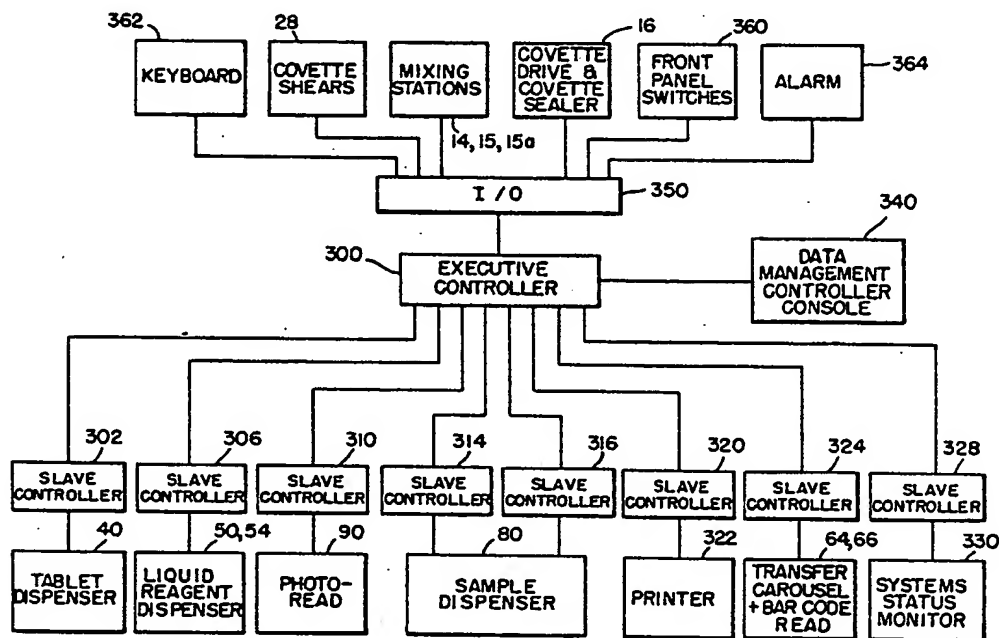 362
28
16
360
KEYBOARD
COVETTE
SHEARS
MIXING
STATIONS
COVETTE
DRIVE &
COVETTE
SEALER
FRONT
PANEL
SWITCHES
ALARM
364
14, 15, 15a
I/O
350
340
300
EXECUTIVE
CONTROLLER
DATA
MANAGEMENT
CONTROLLER
CONSOLE
302
306
310
314
316
320
324
328
SLAVE
CONTROLLER
SLAVE
CONTROLLER
SLAVE
CONTROLLER
SLAVE
CONTROLLER
SLAVE
CONTROLLER
SLAVE
CONTROLLER
SLAVE
CONTROLLER
SLAVE
CONTROLLER
40
50,54
90
80
322
64,66
330
TABLET
DISPENSER
LIQUID
REAGENT
DISPENSER
PHOTO-
READ
SAMPLE
DISPENSER
PRINTER
TRANSFER
CAROUSEL
+ BAR CODE
READ
SYSTEMS
STATUS
MONITOR